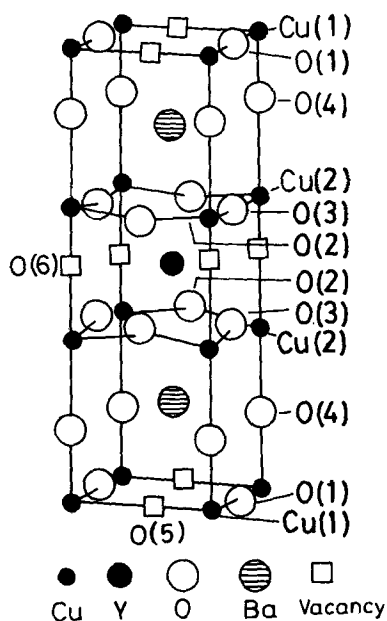 Cu(1)
O(1)
O(4)
Cu(2)
O(3)
O(2)
O(6)
O(2)
O(3)
Cu(2)
O(4)
O(1)
O(5)
Cu(1)
Cu Y O Ba Vacancy